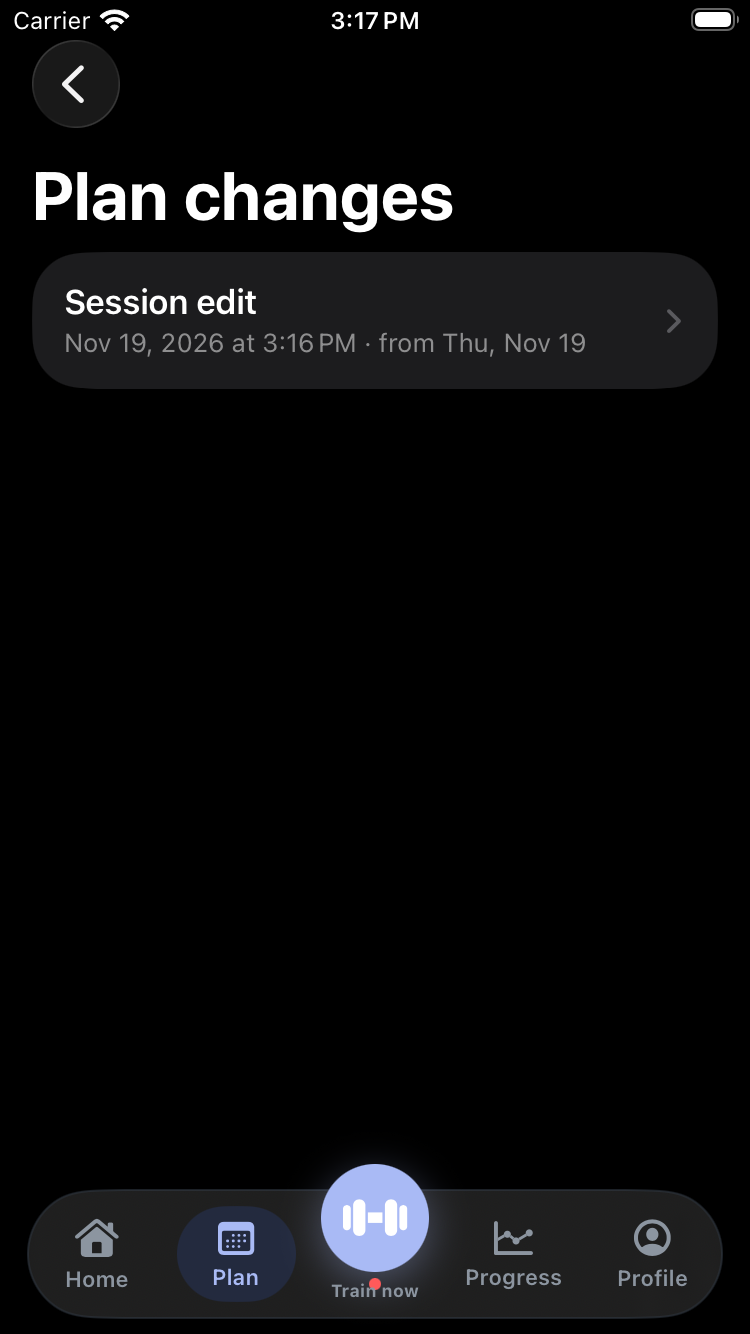 Carrier 3:17 PM
Plan changes
Session edit
Nov 19, 2026 at 3:16 PM · from Thu, Nov 19
Home Plan Train now Progress Profile